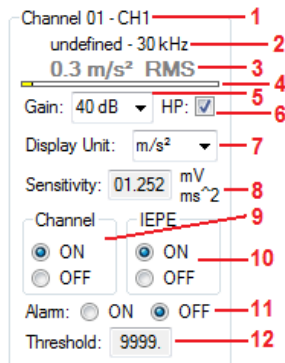 Channel 01 - CH1 1
undefined - 30 kHz 2
0.3 m/s² RMS 3
4
Gain: 40 dB HP: 5
6
Display Unit: m/s² 7
Sensitivity: 01.252 mV
ms^2 8
Channel IEPE 9
ON ON 10
OFF OFF
Alarm: ON OFF 11
Threshold: 9999. 12